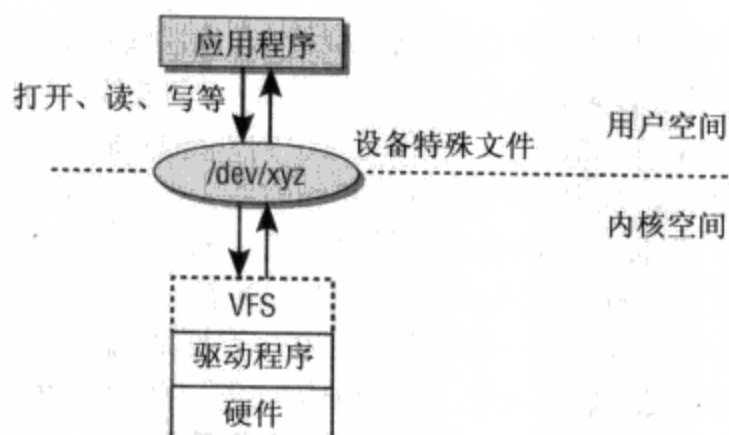 应用程序
打开、读、写等
用户空间
设备特殊文件
/dev/xyz
内核空间
VFS
驱动程序
硬件